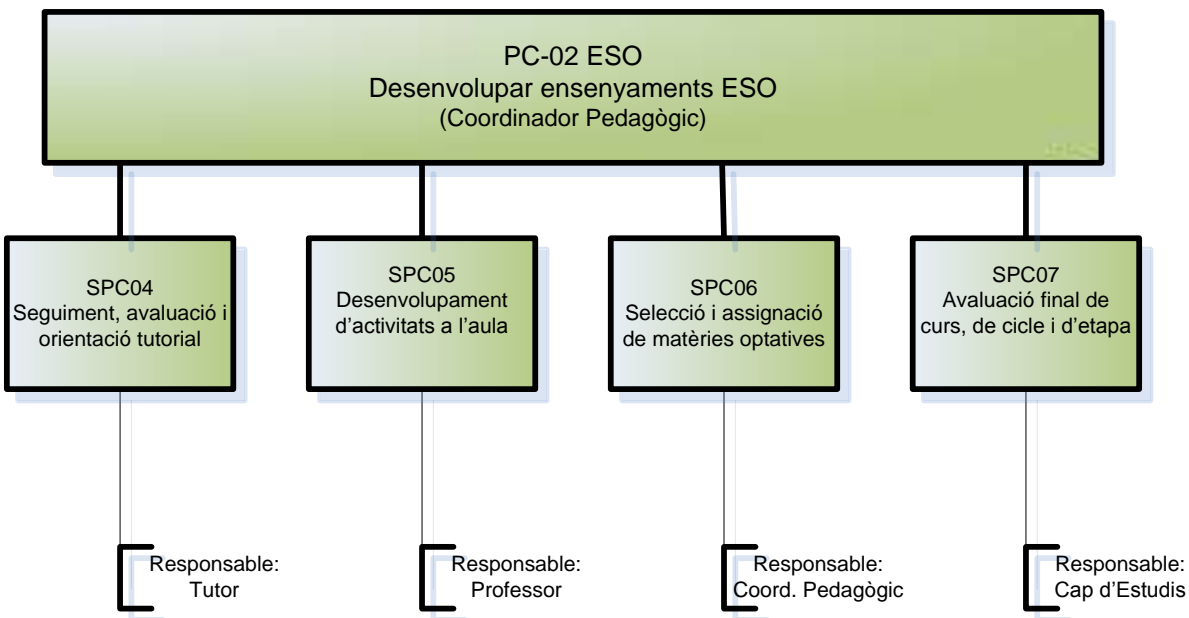 PC-02 ESO
Desenvolupar ensenyaments ESO
(Coordinador Pedagògic)
SPC04
Seguiment, avaluació i
orientació tutorial
SPC05
Desenvolupament
d’activitats a l’aula
SPC06
Selecció i assignació
de matèries optatives
SPC07
Avaluació final de
curs, de cicle i d’etapa
Responsable:
Tutor
Responsable:
Professor
Responsable:
Coord. Pedagògic
Responsable:
Cap d’Estudis